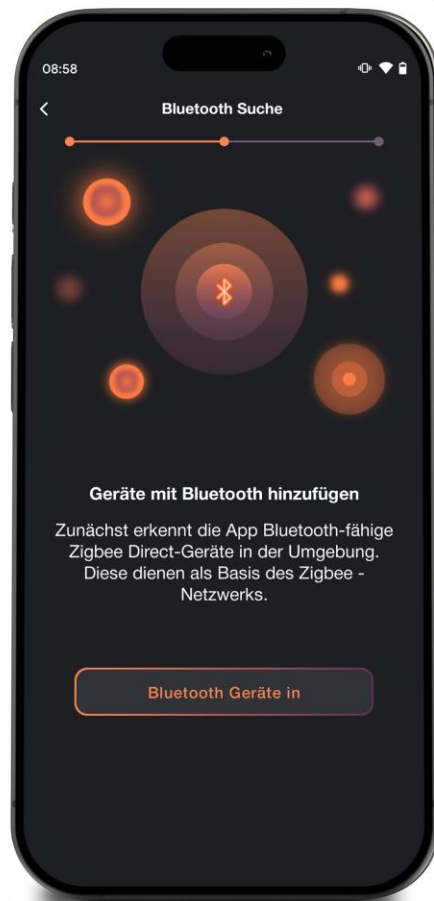 08:58
Bluetooth Suche
Geräte mit Bluetooth hinzufügen
Zunächst erkennt die App Bluetooth-fähige
Zigbee Direct-Geräte in der Umgebung.
Diese dienen als Basis des Zigbee -
Netzwerks.
Bluetooth Geräte in